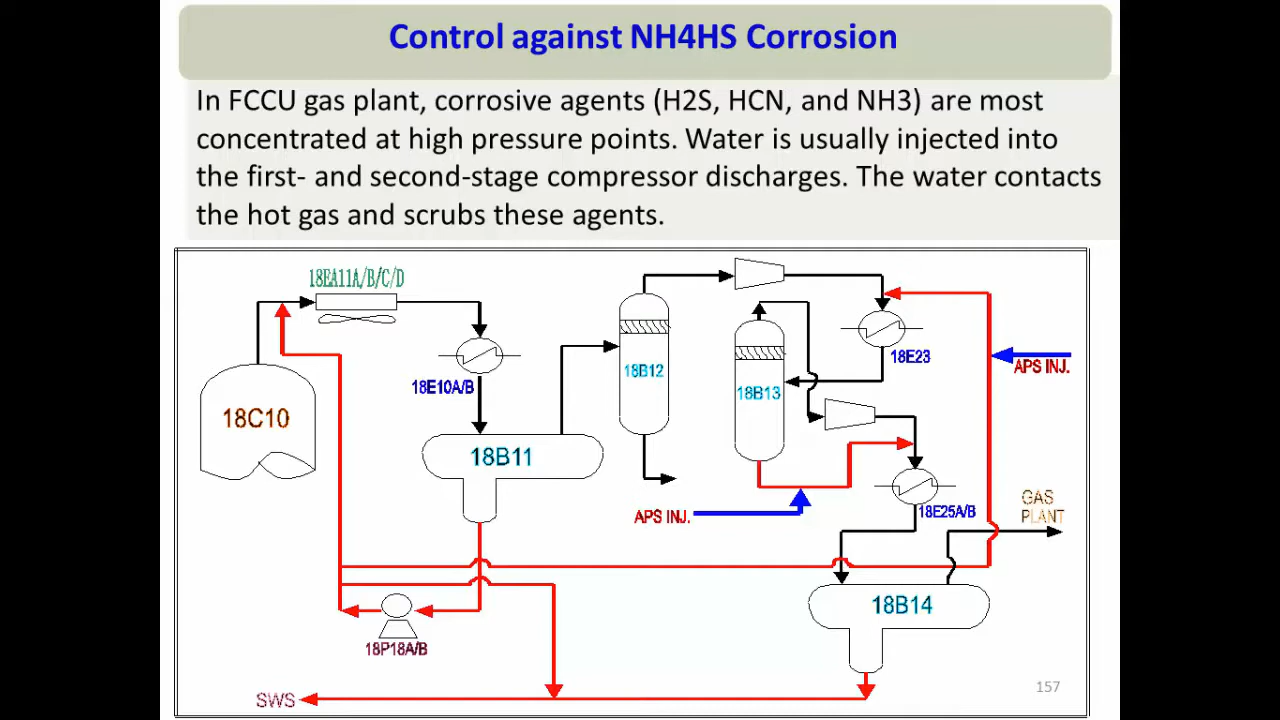 Control against NH4HS Corrosion
In FCCU gas plant, corrosive agents (H2S, HCN, and NH3) are most
concentrated at high pressure points. Water is usually injected into
the first- and second-stage compressor discharges. The water contacts
the hot gas and scrubs these agents.
18EA11A/B/C/D
18E23
18E10A/B
18B12
APS INJ.
18B13
18C10
18B11
GAS
PLANT
APS INJ.
18E25A/B
18B14
18P18A/B
157
SWS